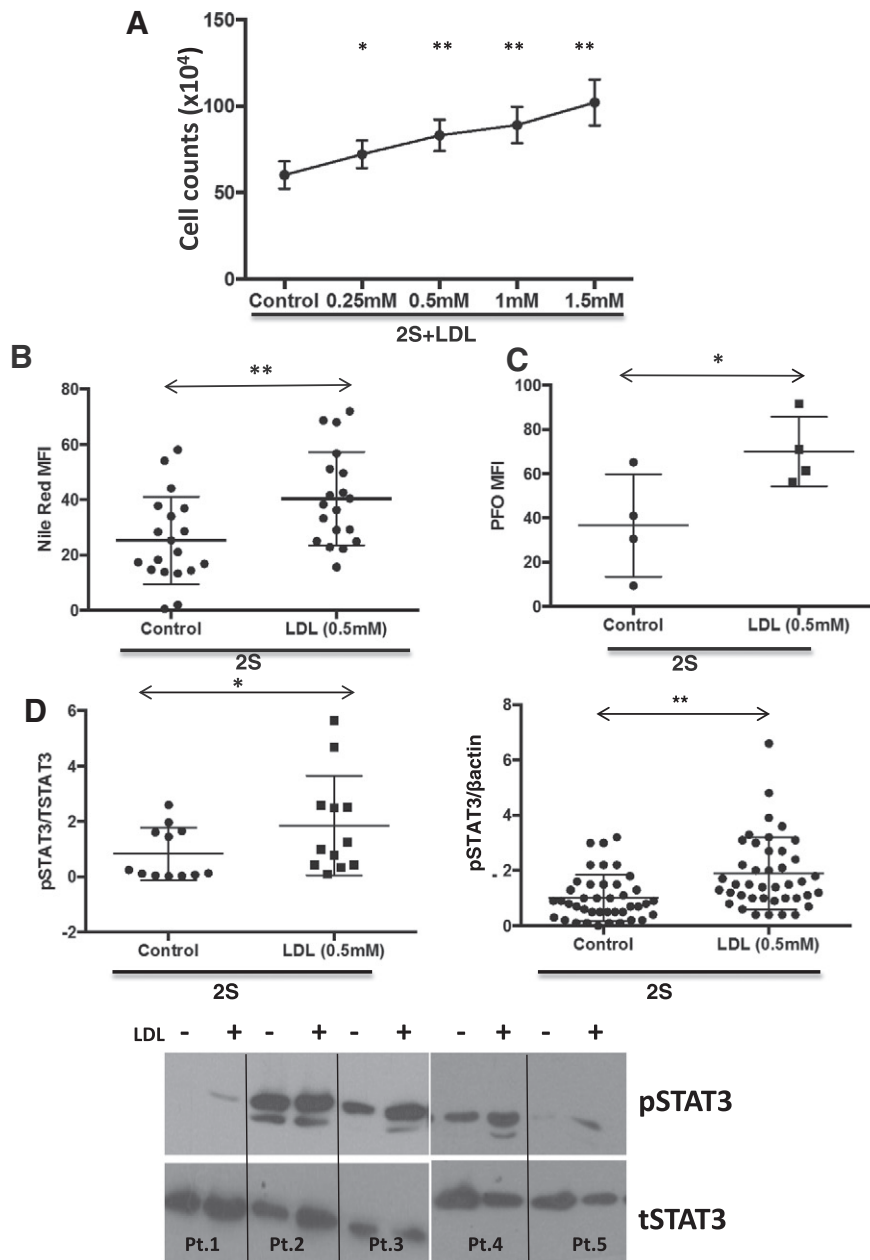 A
Cell counts (x10⁴)
150
100
50
0
* ** ** **
Control 0.25mM 0.5mM 1mM 1.5mM
2S+LDL
B
Nile Red MFI
80
60
40
20
0
**
Control LDL (0.5mM)
2S
C
PFO MFI
100
80
60
40
20
0
*
Control LDL (0.5mM)
2S
D
pSTAT3/TSTAT3
6
4
2
0
-2
*
Control LDL (0.5mM)
2S
pSTAT3/βactin
8
6
4
2
0
**
Control LDL (0.5mM)
2S
LDL - + - + - + - + - +
pSTAT3
tSTAT3
Pt.1 Pt.2 Pt.3 Pt.4 Pt.5